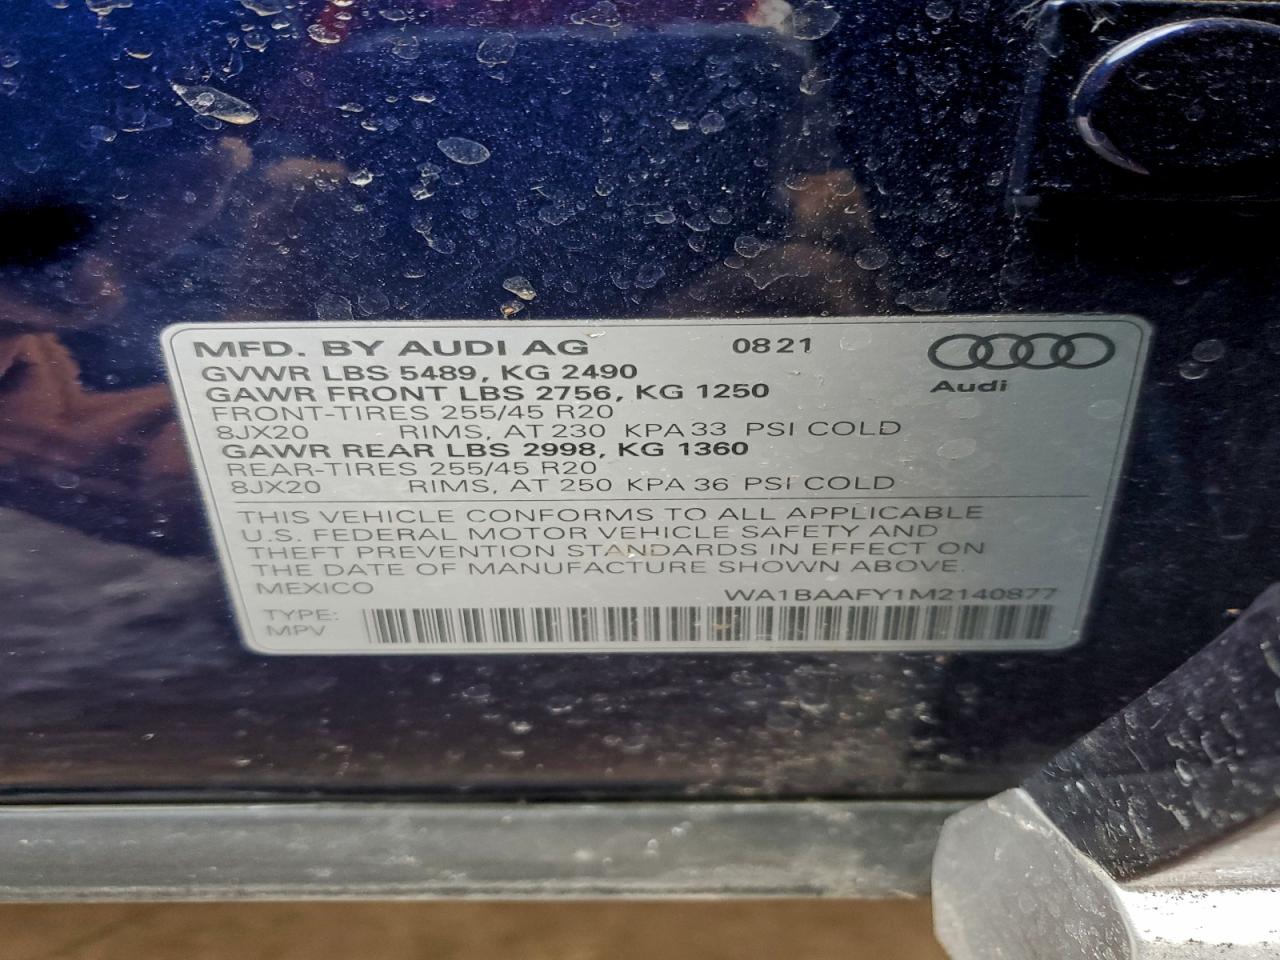 MFD. BY AUDI AG 0821
GVWR LBS 5489, KG 2490
GAWR FRONT LBS 2756, KG 1250
Audi
FRONT-TIRES 255/45 R20
8JX20 RIMS, AT 230 KPA 33 PSI COLD
GAWR REAR LBS 2998, KG 1360
REAR-TIRES 255/45 R20
8JX20 RIMS, AT 250 KPA 36 PSI COLD
THIS VEHICLE CONFORMS TO ALL APPLICABLE
U.S. FEDERAL MOTOR VEHICLE SAFETY AND
THEFT PREVENTION STANDARDS IN EFFECT ON
THE DATE OF MANUFACTURE SHOWN ABOVE.
MEXICO WA1BAAFY1M2140877
TYPE:
MPV